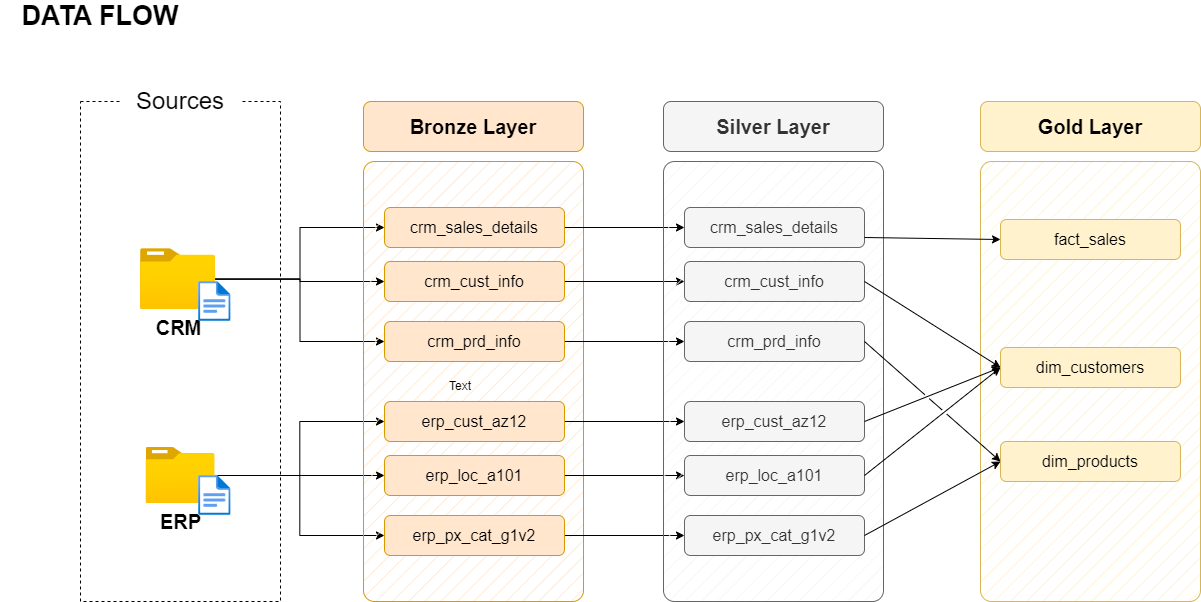 DATA FLOW
Sources
CRM
ERP
Bronze Layer
crm_sales_details
crm_cust_info
crm_prd_info
Text
erp_cust_az12
erp_loc_a101
erp_px_cat_g1v2
Silver Layer
crm_sales_details
crm_cust_info
crm_prd_info
erp_cust_az12
erp_loc_a101
erp_px_cat_g1v2
Gold Layer
fact_sales
dim_customers
dim_products